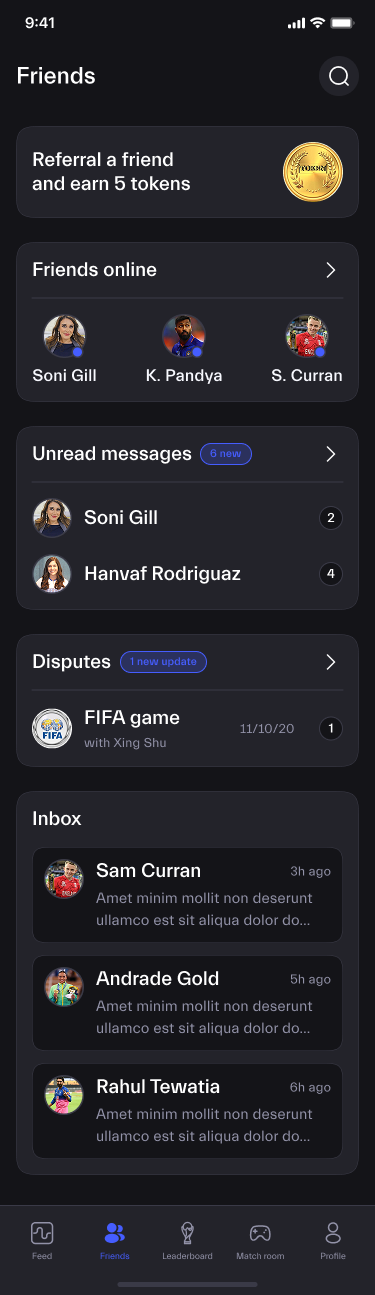 9:41
Friends
Referral a friend
and earn 5 tokens
TOKEN
Friends online
Soni Gill
K. Pandya
S. Curran
Unread messages
6 new
Soni Gill
2
Hanvaf Rodriguaz
4
Disputes
1 new update
FIFA
FIFA game
with Xing Shu
11/10/20
1
Inbox
Sam Curran
3h ago
Amet minim mollit non deserunt
ullamco est sit aliqua dolor do...
Andrade Gold
5h ago
Amet minim mollit non deserunt
ullamco est sit aliqua dolor do...
Rahul Tewatia
6h ago
Amet minim mollit non deserunt
ullamco est sit aliqua dolor do...
Feed
Friends
Leaderboard
Match room
Profile